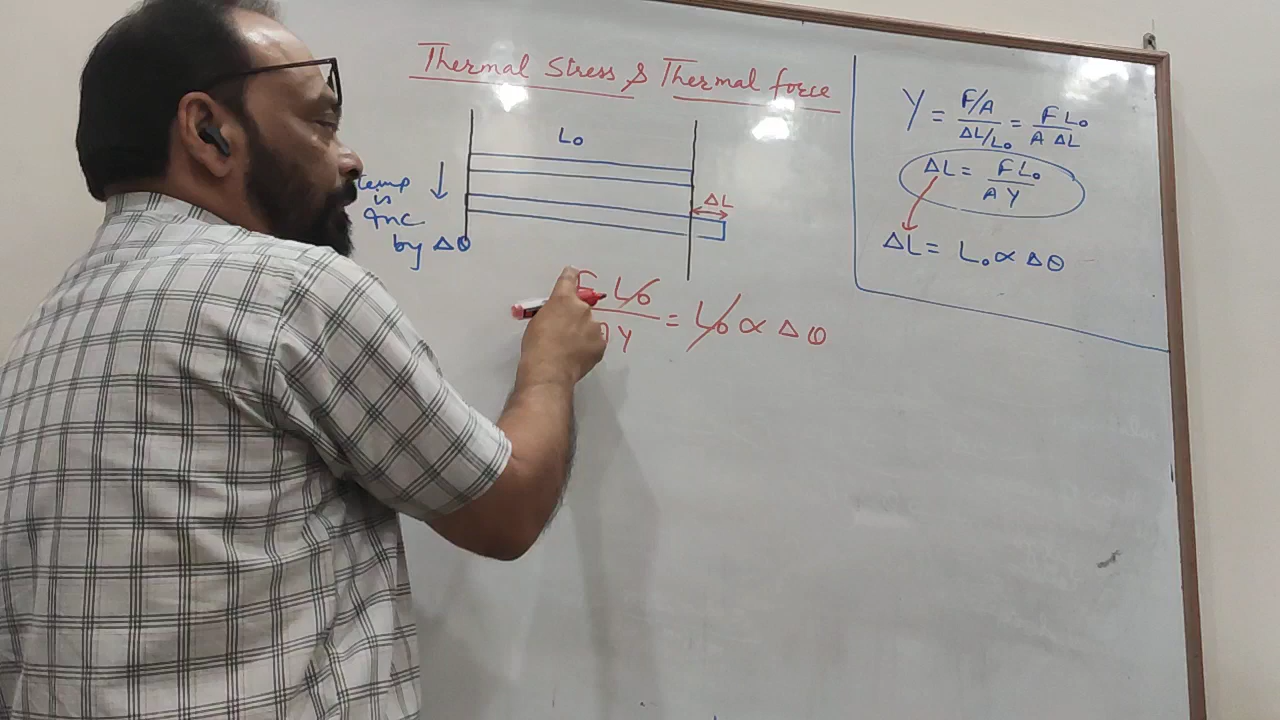 Thermal Stress & Thermal force
L₀
temp
is
Inc
by Δθ
ΔL
F L₀ / A Y = L₀ ∝ Δθ
Y = F/A / ΔL/L₀ = F L₀ / A ΔL
ΔL = F L₀ / A Y
ΔL = L₀ ∝ Δθ